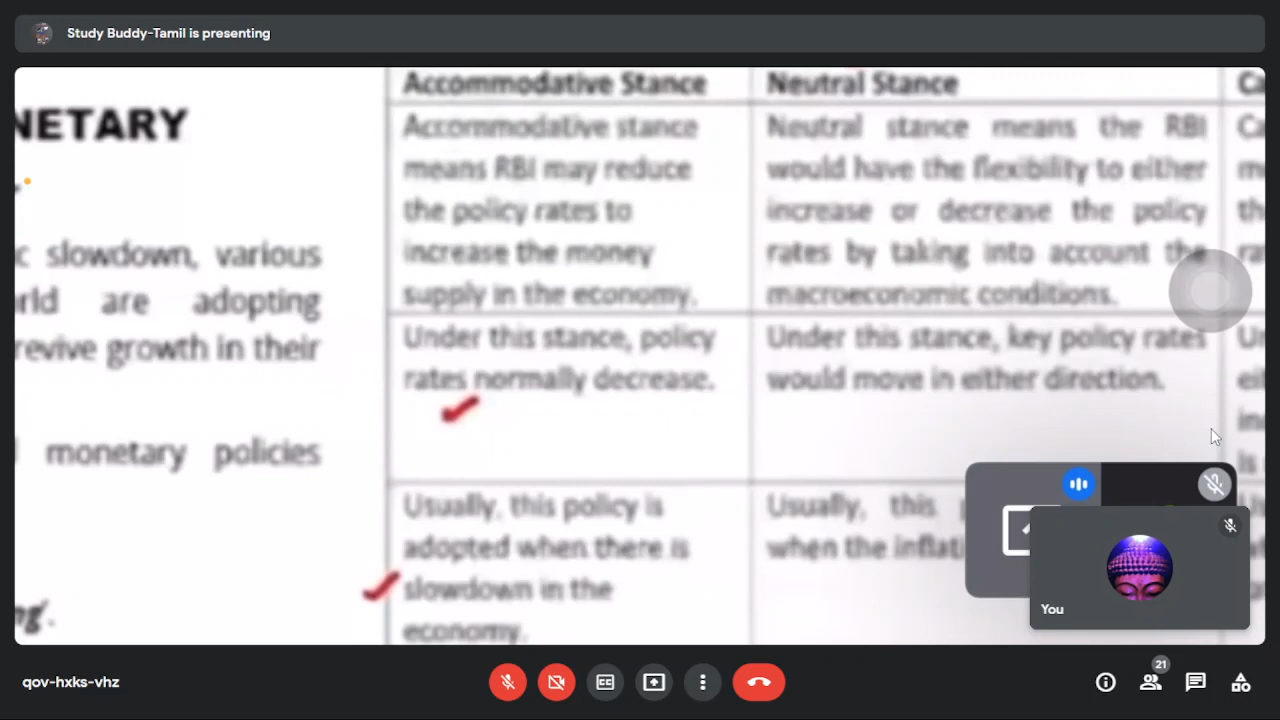 Study Buddy-Tamil is presenting
NETARY
slowdown, various
are adopting
revive growth in their
monetary policies
Accommodative Stance
Accommodative stance
means RBI may reduce
the policy rates to
increase the money
supply in the economy.
Under this stance, policy
rates normally decrease.
Usually, this policy is
adopted when there is
slowdown in the
economy.
Neutral Stance
Neutral stance means the RBI
would have the flexibility to either
increase or decrease the policy
rates by taking into account the
macroeconomic conditions.
Under this stance, key policy rates
would move in either direction.
Usually, this
when the
You
qov-hxks-vhz
21